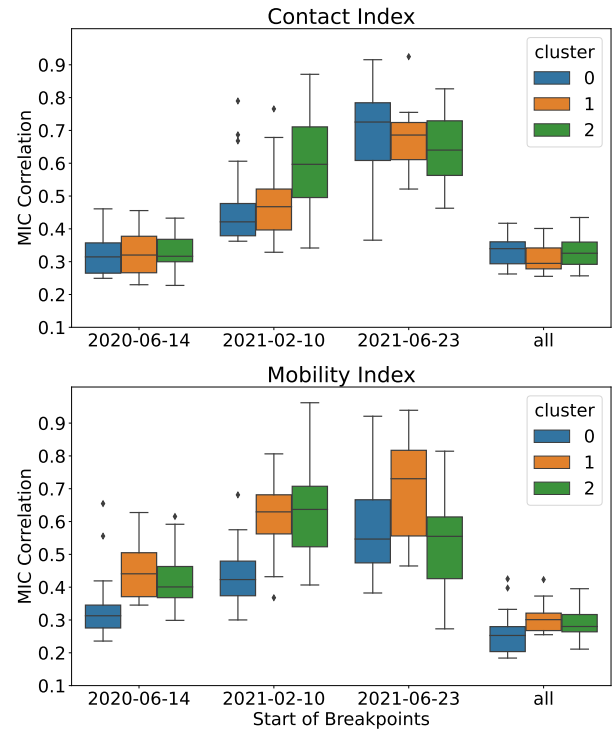 Contact Index
MIC Correlation
0.9
0.8
0.7
0.6
0.5
0.4
0.3
0.2
0.1
cluster
0
1
2
2020-06-14 2021-02-10 2021-06-23 all
Mobility Index
MIC Correlation
0.9
0.8
0.7
0.6
0.5
0.4
0.3
0.2
0.1
cluster
0
1
2
2020-06-14 2021-02-10 2021-06-23 all
Start of Breakpoints